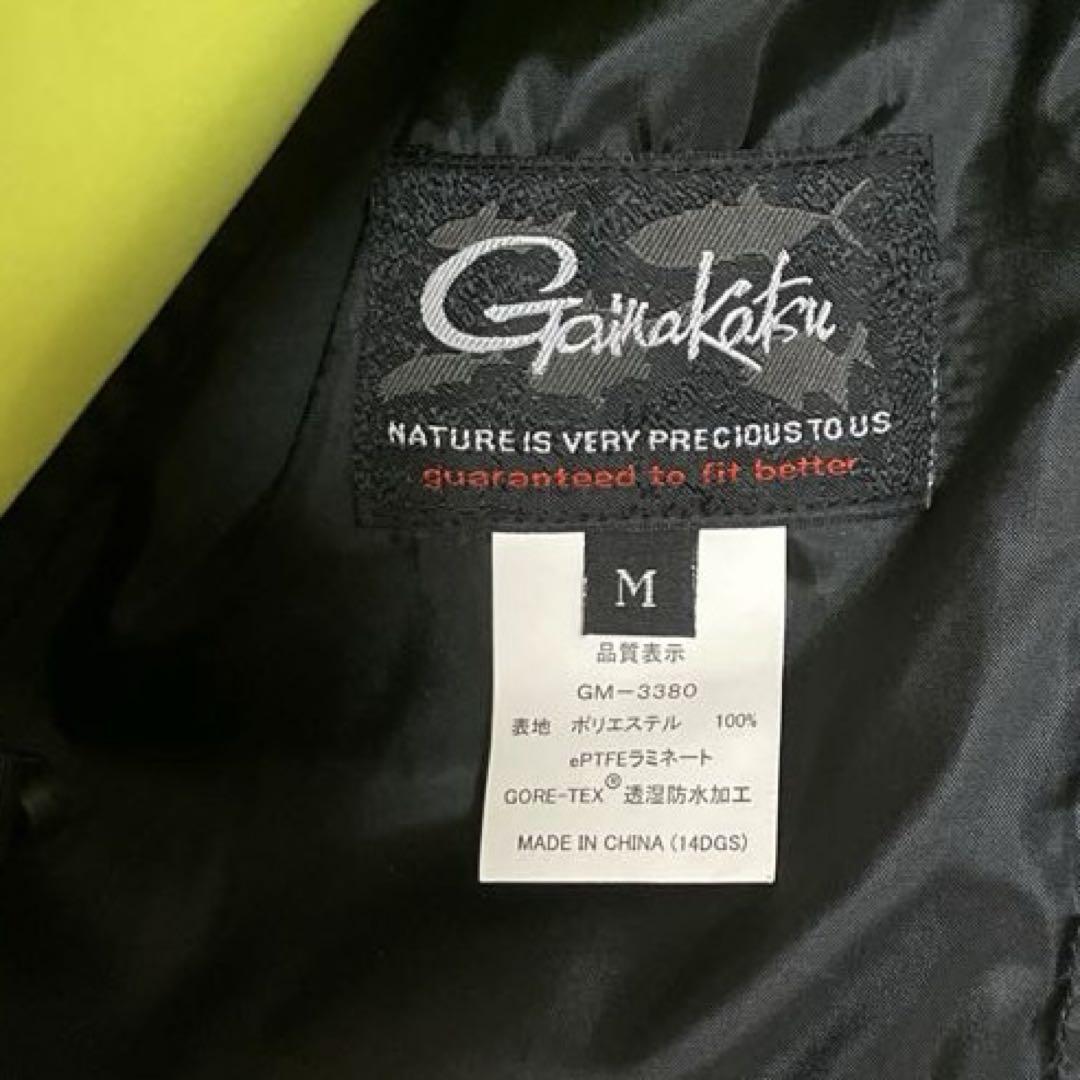 Gamakatsu
NATURE IS VERY PRECIOUS TO US
guaranteed to fit better
M
品質表示
GM-3380
表地 ポリエステル 100%
ePTFEラミネート
GORE-TEX® 透湿防水加工
MADE IN CHINA (14DGS)